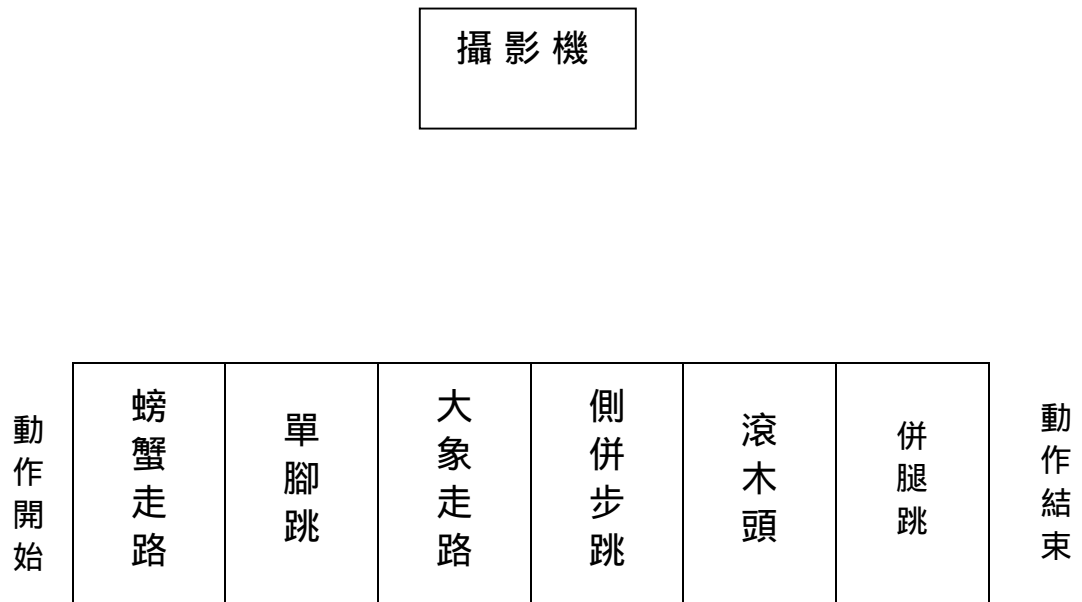 攝影機
動作開始
螃蟹走路
單腳跳
大象走路
側併步跳
滾木頭
併腿跳
動作結束